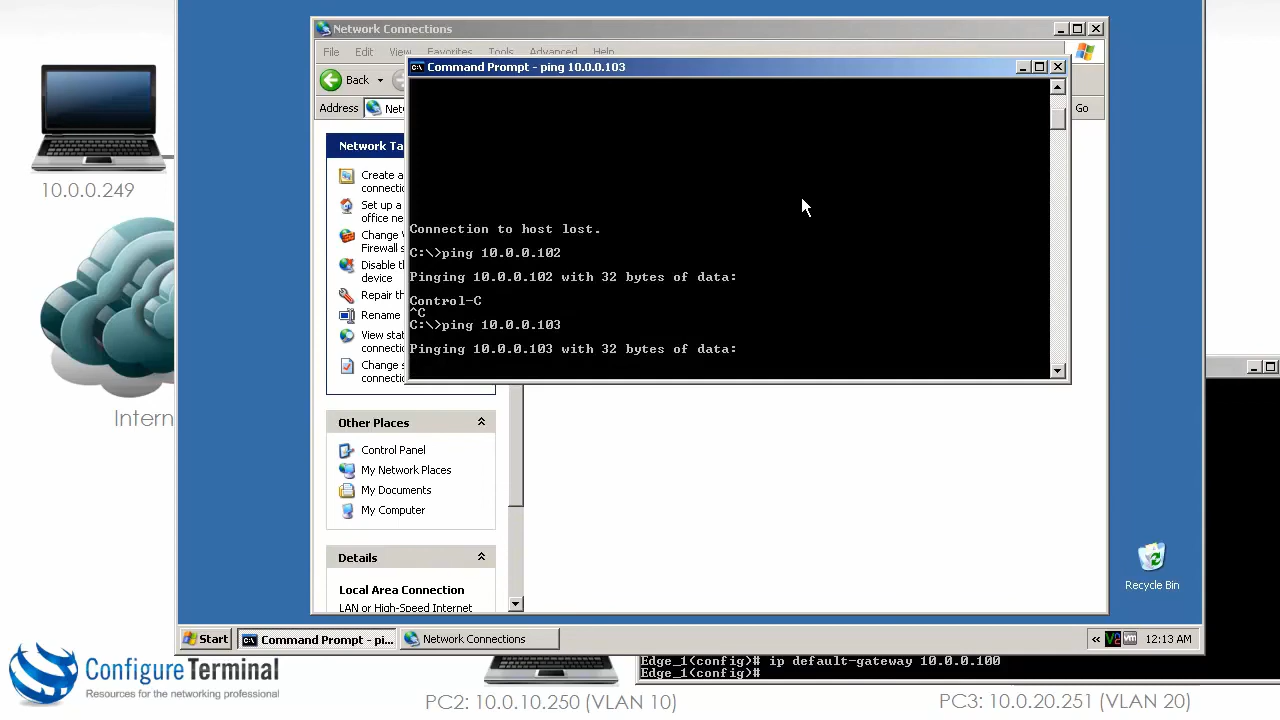 Network Connections
File Edit View Favorites Tools Advanced Help
Command Prompt - ping 10.0.0.103
Back
Address
Go
Connection to host lost.
C:\>ping 10.0.0.102
Pinging 10.0.0.102 with 32 bytes of data:
Control-C
^C
C:\>ping 10.0.0.103
Pinging 10.0.0.103 with 32 bytes of data:
Network Ta
Create a
connectic
Set up a
office ne
Change
Firewall s
Disable th
device
Repair th
Rename
View stat
connectic
Change s
connectic
Other Places
Control Panel
My Network Places
My Documents
My Computer
Details
Local Area Connection
LAN or High-Speed Internet
Recycle Bin
Start
Command Prompt - pi...
Network Connections
12:13 AM
10.0.0.249
Intern
ConfigureTerminal
Resources for the networking professional
PC2: 10.0.10.250 (VLAN 10)
Edge_1(config)# ip default-gateway 10.0.0.100
Edge_1(config)#
PC3: 10.0.20.251 (VLAN 20)